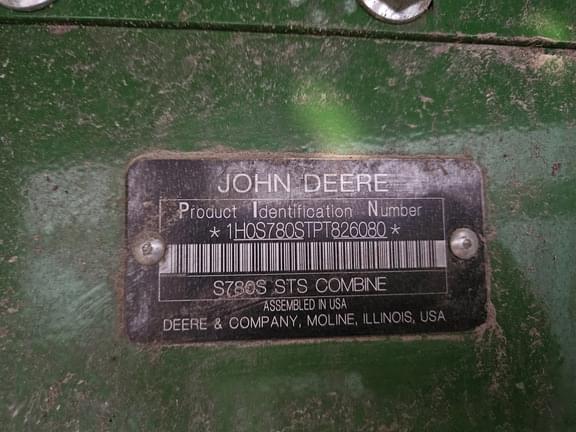 JOHN DEERE
Product Identification Number
*1H0S780STPT826080*
S780S STS COMBINE
ASSEMBLED IN USA
DEERE & COMPANY, MOLINE, ILLINOIS, USA